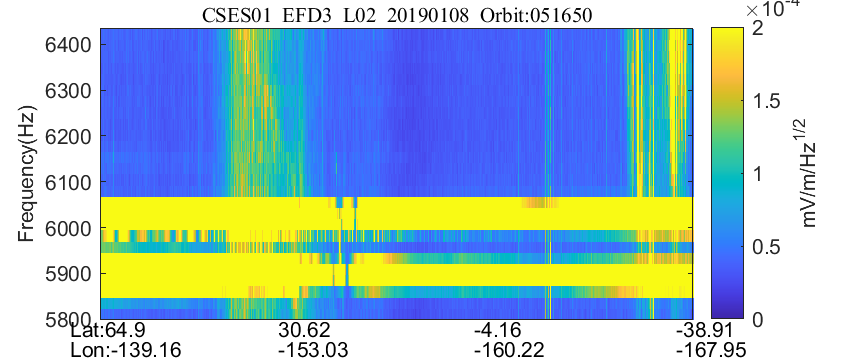 CSES01 EFD3 L02 20190108 Orbit:051650
×10-4
6400
6300
6200
6100
6000
5900
5800
Frequency(Hz)
2
1.5
1
0.5
0
mV/m/Hz1/2
Lat:64.9 30.62 -4.16 -38.91
Lon:-139.16 -153.03 -160.22 -167.95